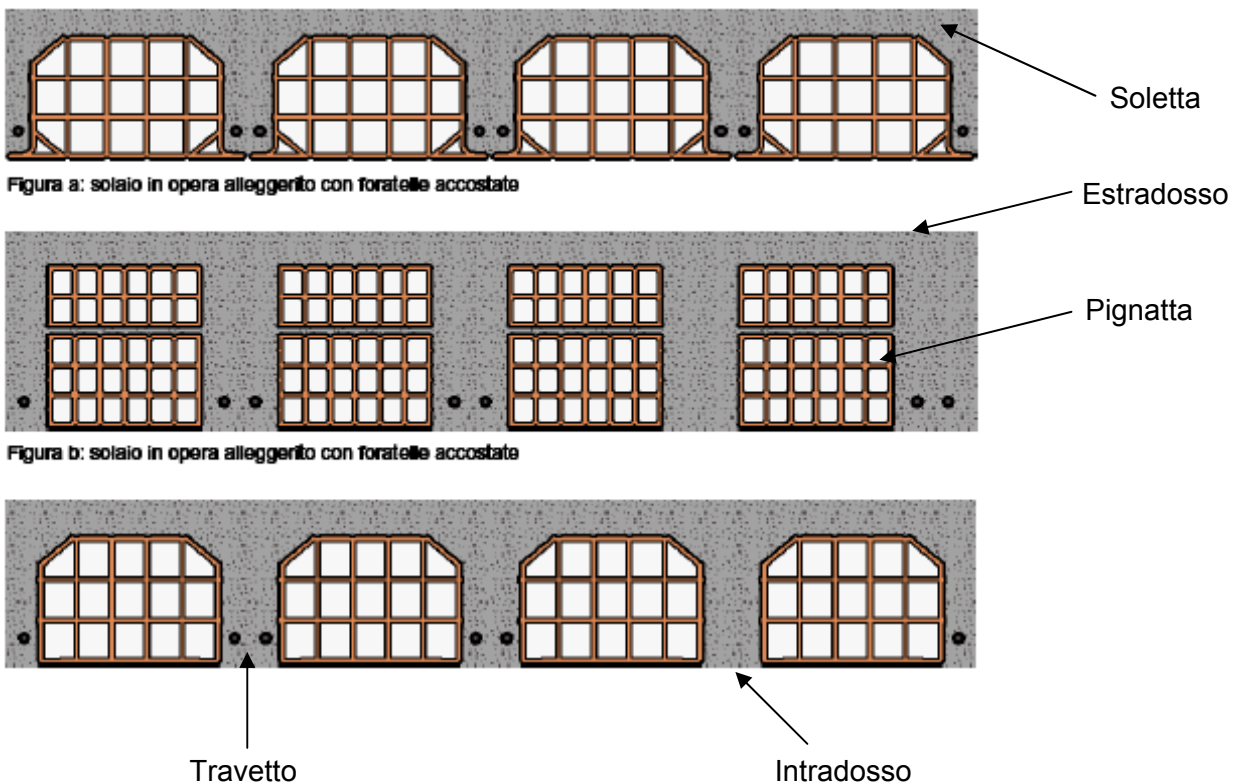 Soletta
Figura a: solaio in opera alleggerito con foratelle accostate
Estradosso
Pignatta
Figura b: solaio in opera alleggerito con foratelle accostate
Travetto
Intradosso